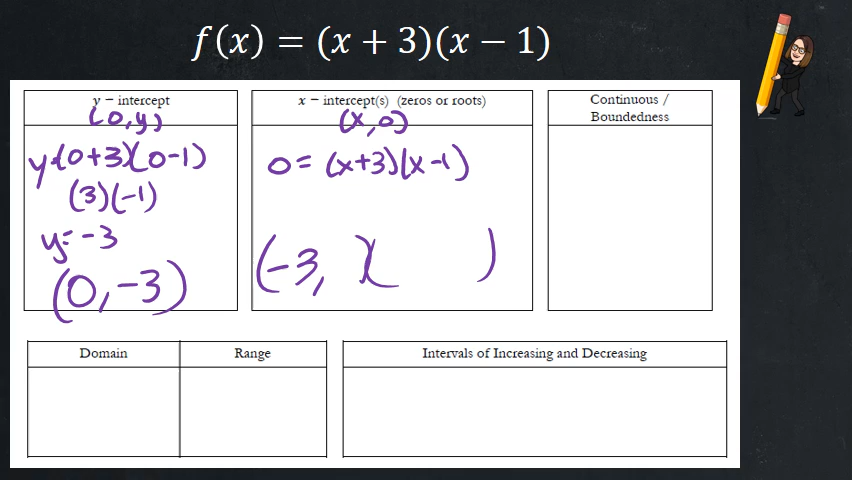 f(x) = (x + 3)(x − 1)
y − intercept
(0, y)
y=(0+3)(0-1)
(3)(-1)
y= -3
(0, -3)
x − intercept(s) (zeros or roots)
(x, 0)
0 = (x+3)(x-1)
(-3, )( )
Continuous /
Boundedness
Domain
Range
Intervals of Increasing and Decreasing